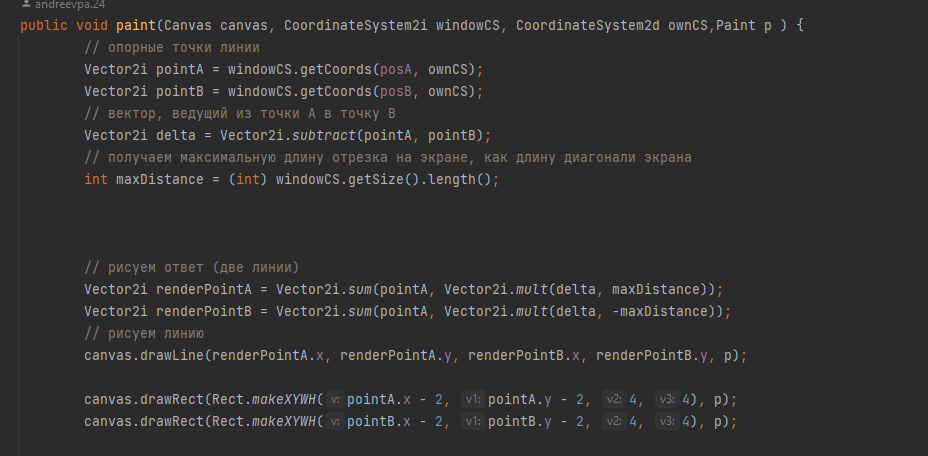 andreevpa.24
public void paint(Canvas canvas, CoordinateSystem2i windowCS, CoordinateSystem2d ownCS,Paint p ) {
// опорные точки линии
Vector2i pointA = windowCS.getCoords(posA, ownCS);
Vector2i pointB = windowCS.getCoords(posB, ownCS);
// вектор, ведущий из точки A в точку B
Vector2i delta = Vector2i.subtract(pointA, pointB);
// получаем максимальную длину отрезка на экране, как длину диагонали экрана
int maxDistance = (int) windowCS.getSize().length();
// рисуем ответ (две линии)
Vector2i renderPointA = Vector2i.sum(pointA, Vector2i.mult(delta, maxDistance));
Vector2i renderPointB = Vector2i.sum(pointA, Vector2i.mult(delta, -maxDistance));
// рисуем линию
canvas.drawLine(renderPointA.x, renderPointA.y, renderPointB.x, renderPointB.y, p);
canvas.drawRect(Rect.makeXYWH( v: pointA.x - 2, v1: pointA.y - 2, v2: 4, v3: 4), p);
canvas.drawRect(Rect.makeXYWH( v: pointB.x - 2, v1: pointB.y - 2, v2: 4, v3: 4), p);